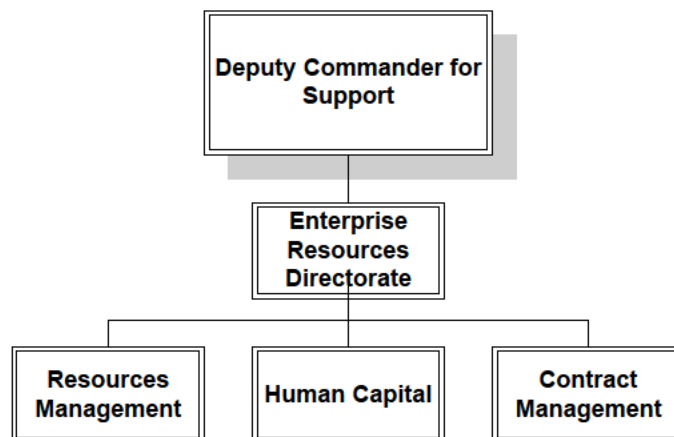 Deputy Commander for
Support
Enterprise
Resources
Directorate
Resources
Management
Human Capital
Contract
Management